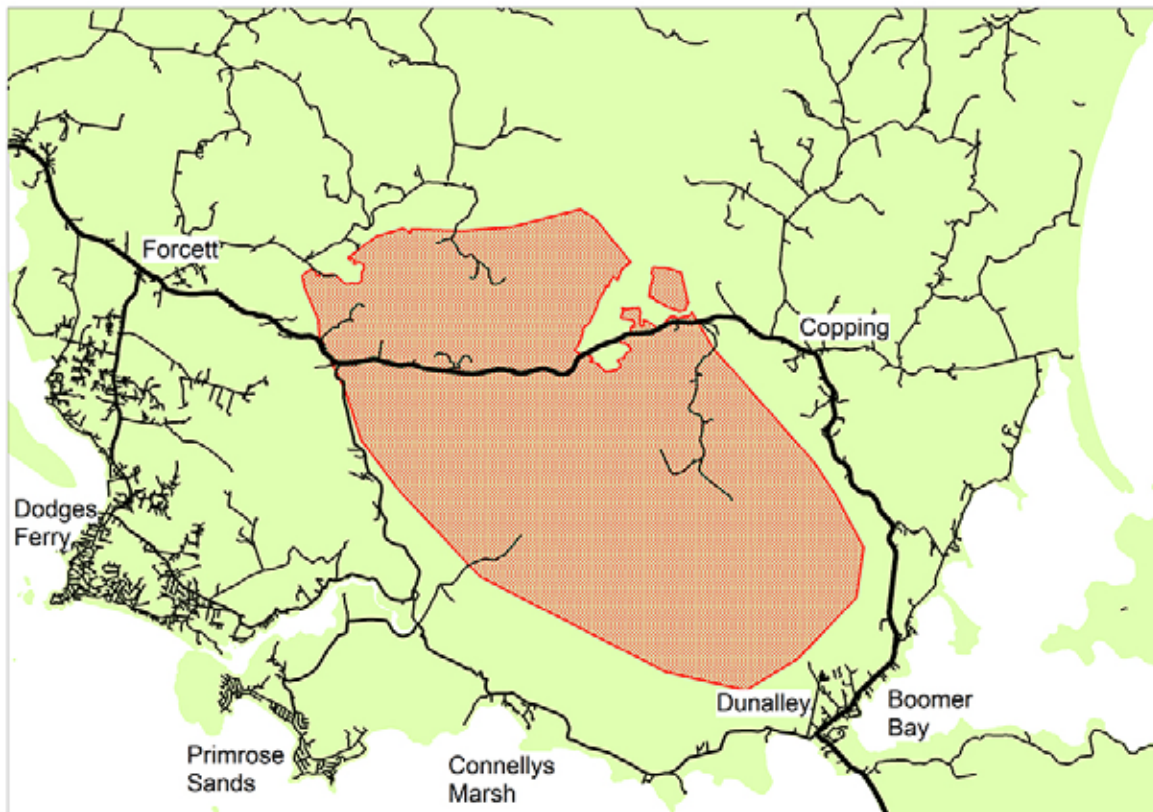 Forcett
Copping
Dodges
Ferry
Dunalley
Boomer
Bay
Primrose
Sands
Connellys
Marsh